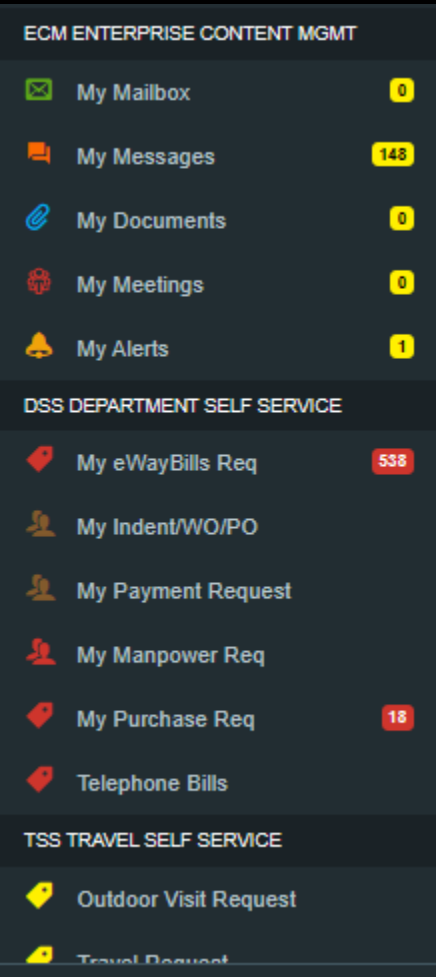 ECM ENTERPRISE CONTENT MGMT
My Mailbox 0
My Messages 148
My Documents 0
My Meetings 0
My Alerts 1
DSS DEPARTMENT SELF SERVICE
My eWayBills Req 538
My Indent/WO/PO
My Payment Request
My Manpower Req
My Purchase Req 18
Telephone Bills
TSS TRAVEL SELF SERVICE
Outdoor Visit Request
Travel Request